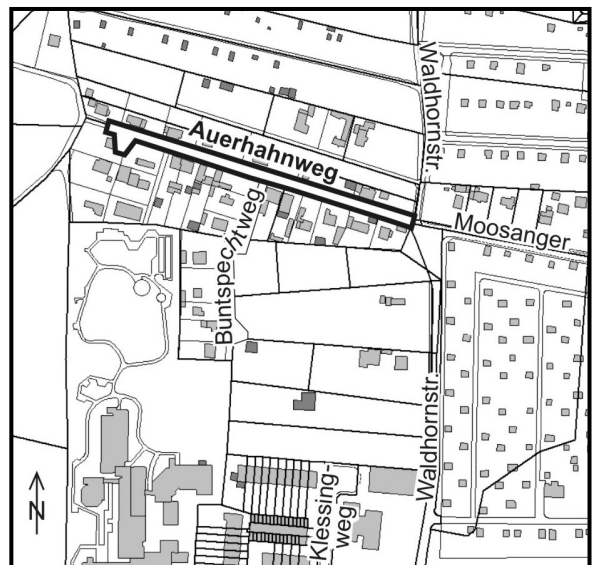 Waldhornstr.
Auerhahnweg
Moosanger
Buntspechtweg
Waldhornstr.
Klessing-
weg
N